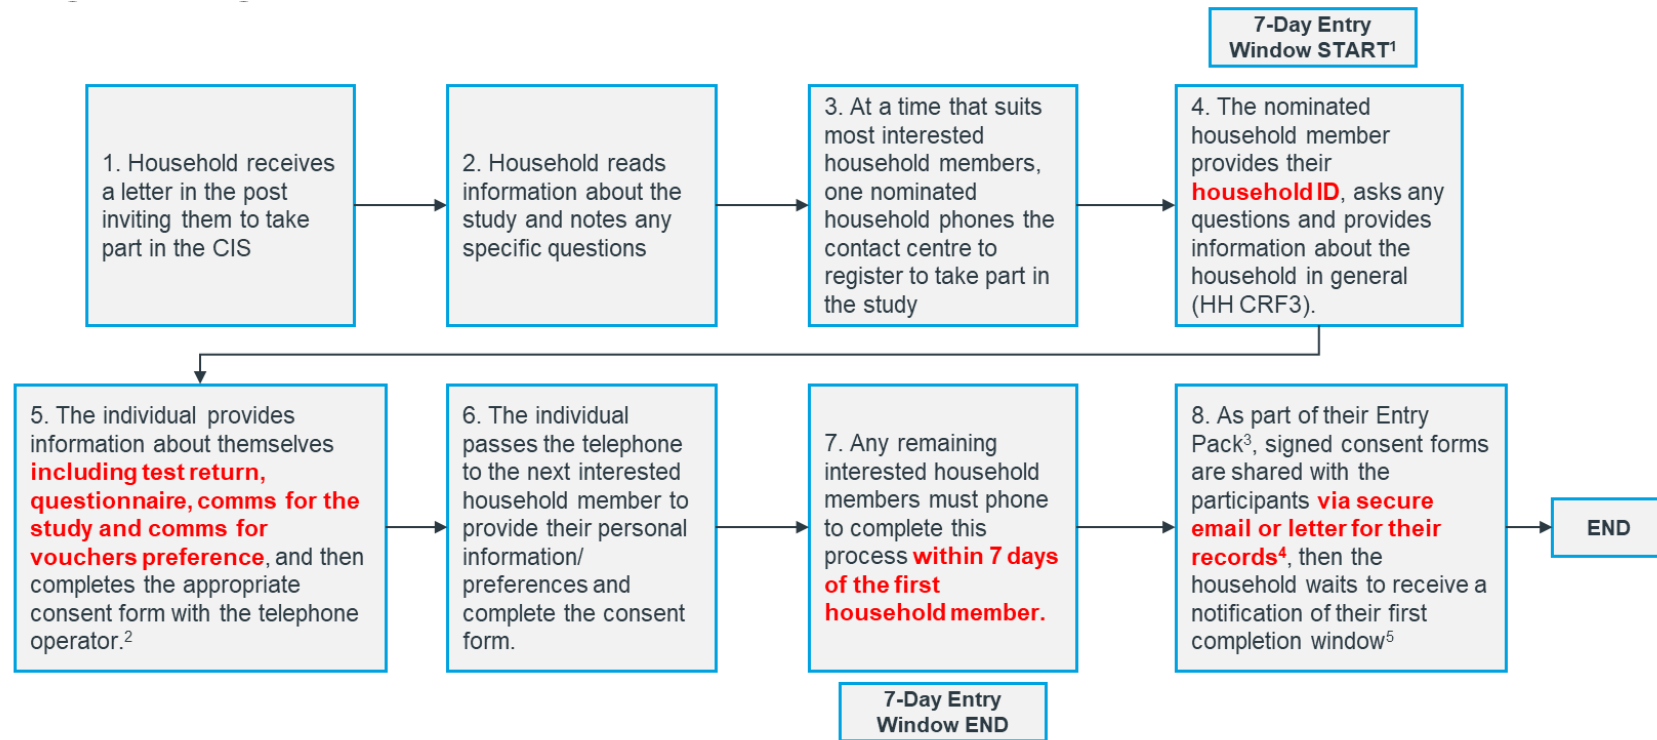 7-Day Entry
Window START¹
1. Household receives
a letter in the post
inviting them to take
part in the CIS
2. Household reads
information about the
study and notes any
specific questions
3. At a time that suits
most interested
household members,
one nominated
household phones the
contact centre to
register to take part in
the study
4. The nominated
household member
provides their
household ID, asks any
questions and provides
information about the
household in general
(HH CRF3).
5. The individual provides
information about themselves
including test return,
questionnaire, comms for the
study and comms for
vouchers preference, and then
completes the appropriate
consent form with the telephone
operator.²
6. The individual
passes the telephone
to the next interested
household member to
provide their personal
information/
preferences and
complete the consent
form.
7. Any remaining
interested household
members must phone
to complete this
process within 7 days
of the first
household member.
8. As part of their Entry
Pack³, signed consent forms
are shared with the
participants via secure
email or letter for their
records⁴, then the
household waits to receive a
notification of their first
completion window⁵
END
7-Day Entry
Window END